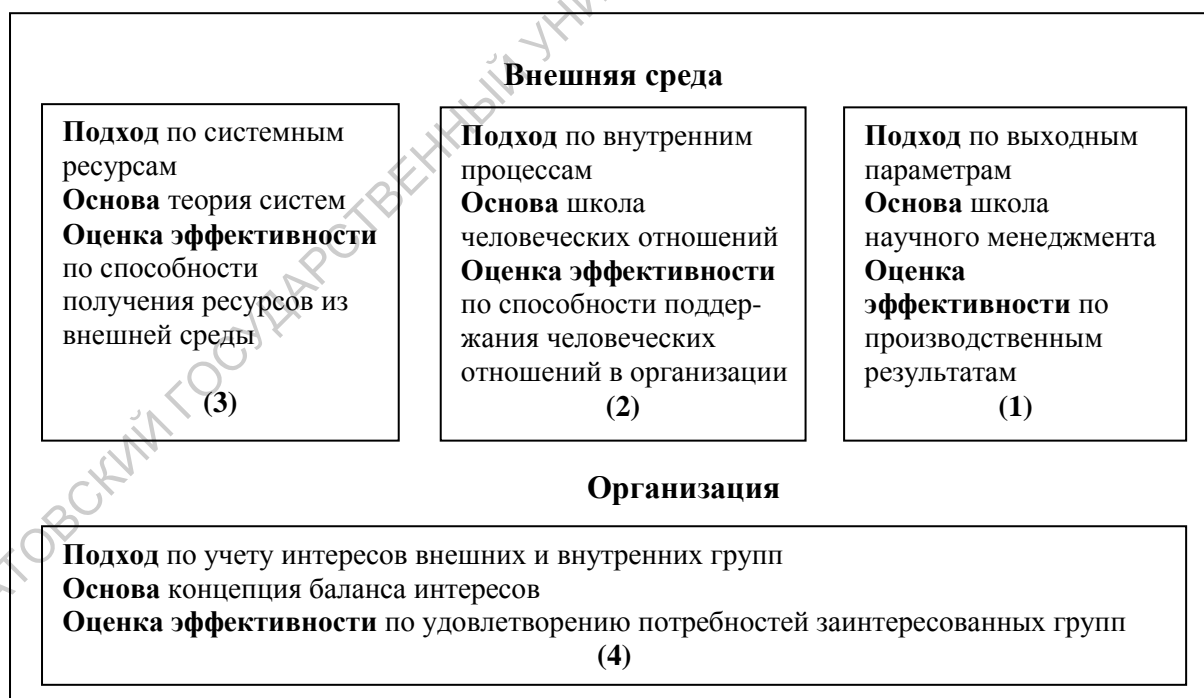 Внешняя среда
Подход по системным
ресурсам
Основа теория систем
Оценка эффективности
по способности
получения ресурсов из
внешней среды
(3)
Подход по внутренним
процессам
Основа школа
человеческих отношений
Оценка эффективности
по способности поддер-
жания человеческих
отношений в организации
(2)
Подход по выходным
параметрам
Основа школа
научного менеджмента
Оценка
эффективности по
производственным
результатам
(1)
Организация
Подход по учету интересов внешних и внутренних групп
Основа концепция баланса интересов
Оценка эффективности по удовлетворению потребностей заинтересованных групп
(4)
АТОВСКИЙ ГОСУДАРСТВЕННЫЙ УНИ